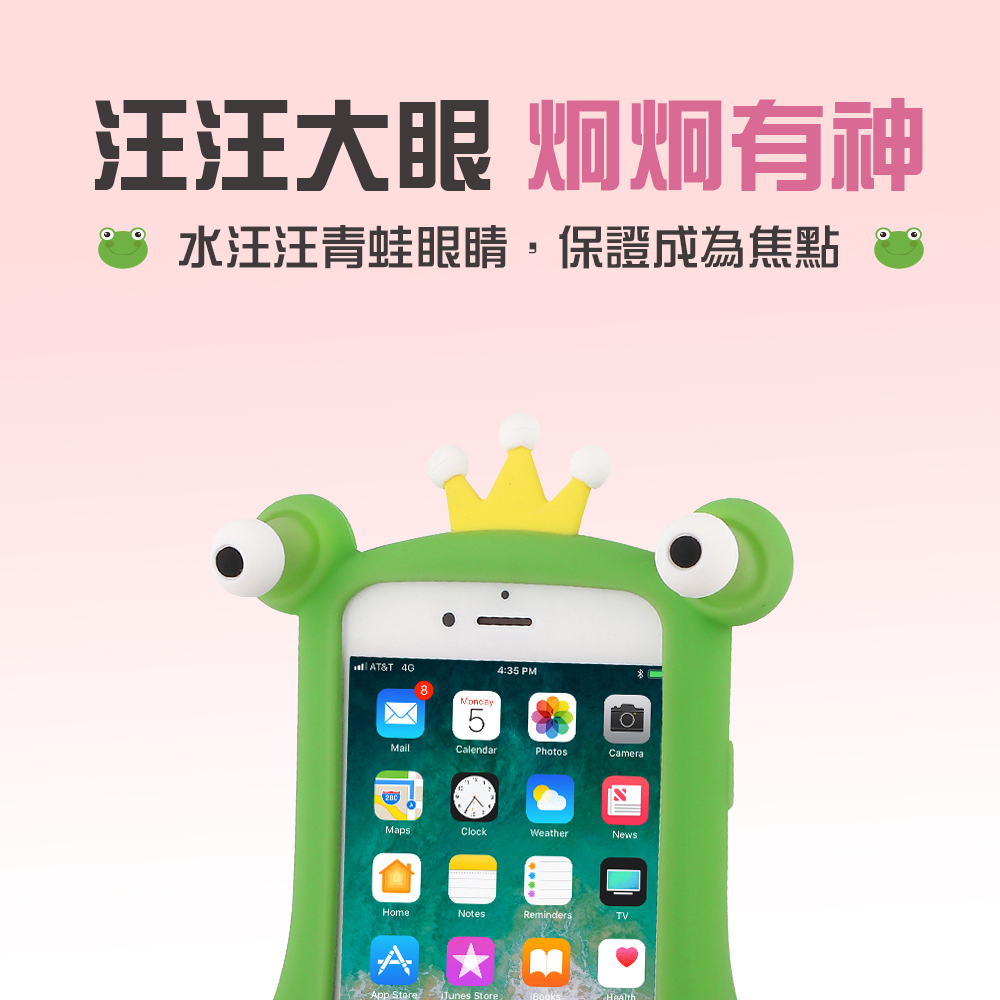 汪汪大眼 炯炯有神
水汪汪青蛙眼睛,保證成為焦點
AT&T 4G 4:35 PM
8
Monday
5
Mail Calendar Photos Camera
280
Maps Clock Weather News
Home Notes Reminders TV
App Store iTunes Store iBooks Health